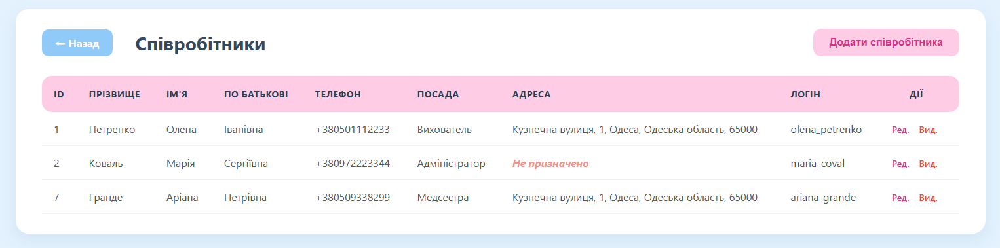 ⬅ Назад Співробітники Додати співробітника
ID ПРІЗВИЩЕ ІМ'Я ПО БАТЬКОВІ ТЕЛЕФОН ПОСАДА АДРЕСА ЛОГІН ДІЇ
1 Петренко Олена Іванівна +380501112233 Вихователь Кузнечна вулиця, 1, Одеса, Одеська область, 65000 olena_petrenko Ред. Вид.
2 Коваль Марія Сергіївна +380972223344 Адміністратор Не призначено maria_coval Ред. Вид.
7 Гранде Аріана Петрівна +380509338299 Медсестра Кузнечна вулиця, 1, Одеса, Одеська область, 65000 ariana_grande Ред. Вид.